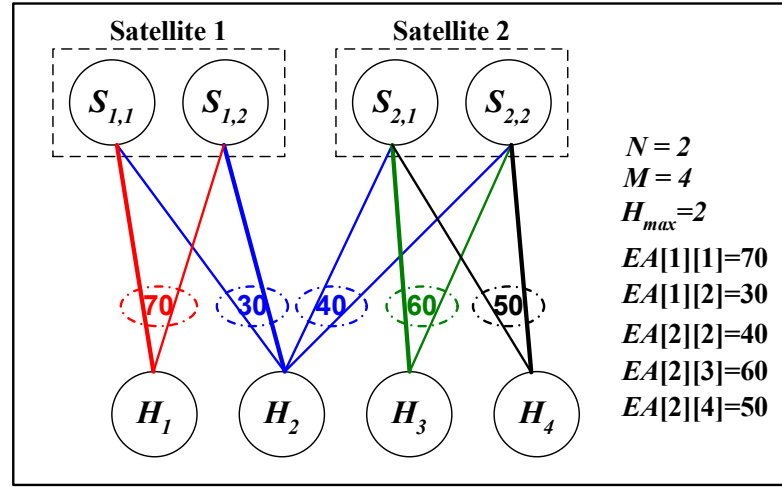 Satellite 1 Satellite 2
S1,1 S1,2 S2,1 S2,2
N = 2
M = 4
Hmax=2
EA[1][1]=70
EA[1][2]=30
EA[2][2]=40
EA[2][3]=60
EA[2][4]=50
70 30 40 60 50
H1 H2 H3 H4